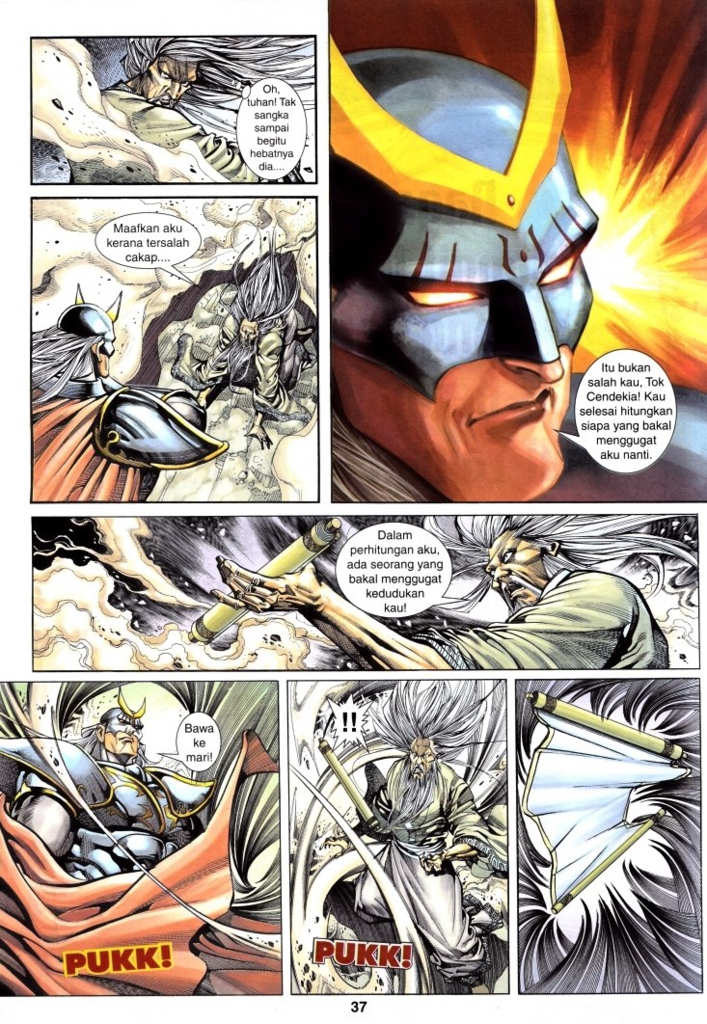 Oh,
tuhan! Tak
sangka
sampai
begitu
hebatnya
dia....
Maafkan aku
kerana tersalah
cakap....
Itu bukan
salah kau, Tok
Cendekia! Kau
selesai hitungkan
siapa yang bakal
menggugat
aku nanti.
Dalam
perhitungan aku,
ada seorang yang
bakal menggugat
kedudukan
kau!
Bawa
ke
mari!
PUKK!
!!
PUKK!
37